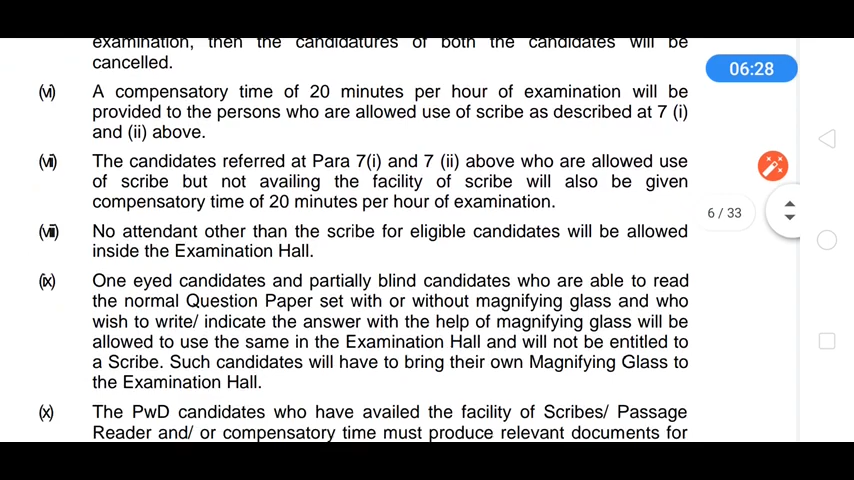 examination, then the candidatures of both the candidates will be
cancelled.
06:28
(vi) A compensatory time of 20 minutes per hour of examination will be
provided to the persons who are allowed use of scribe as described at 7 (i)
and (ii) above.
(vii) The candidates referred at Para 7(i) and 7 (ii) above who are allowed use
of scribe but not availing the facility of scribe will also be given
compensatory time of 20 minutes per hour of examination.
6 / 33
(viii) No attendant other than the scribe for eligible candidates will be allowed
inside the Examination Hall.
(ix) One eyed candidates and partially blind candidates who are able to read
the normal Question Paper set with or without magnifying glass and who
wish to write/ indicate the answer with the help of magnifying glass will be
allowed to use the same in the Examination Hall and will not be entitled to
a Scribe. Such candidates will have to bring their own Magnifying Glass to
the Examination Hall.
(x) The PwD candidates who have availed the facility of Scribes/ Passage
Reader and/ or compensatory time must produce relevant documents for